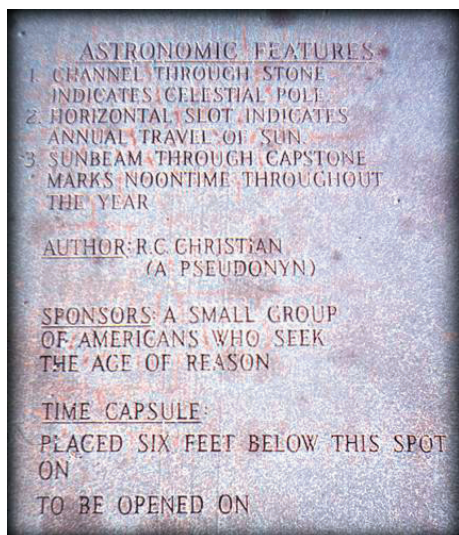 ASTRONOMIC FEATURES
1. CHANNEL THROUGH STONE
INDICATES CELESTIAL POLE
2. HORIZONTAL SLOT INDICATES
ANNUAL TRAVEL OF SUN.
3. SUNBEAM THROUGH CAPSTONE
MARKS NOONTIME THROUGHOUT
THE YEAR
AUTHOR: R.C. CHRISTIAN
(A PSEUDONYN)
SPONSORS: A SMALL GROUP
OF AMERICANS WHO SEEK
THE AGE OF REASON
TIME CAPSULE:
PLACED SIX FEET BELOW THIS SPOT
ON
TO BE OPENED ON